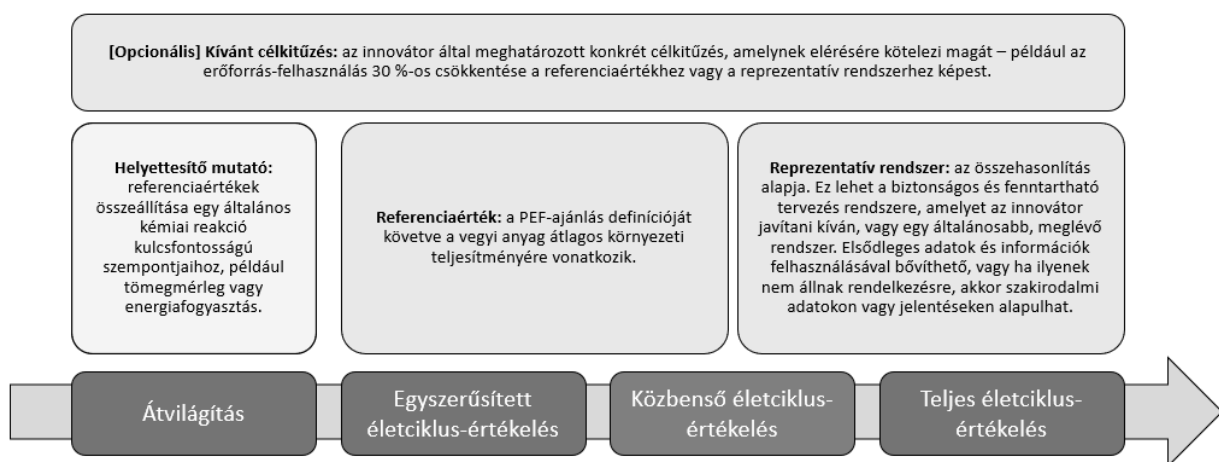 [Opcionális] Kívánt célkitűzés: az innovátor által meghatározott konkrét célkitűzés, amelynek elérésére kötelezi magát – például az
erőforrás-felhasználás 30 %-os csökkentése a referenciaértékhez vagy a reprezentatív rendszerhez képest.
Helyettesítő mutató:
referenciaértékek
összeállítása egy általános
kémiai reakció
kulcsfontosságú
szempontjaihoz, például
tömegmérleg vagy
energiafogyasztás.
Referenciaérték: a PEF-ajánlás definícióját
követve a vegyi anyag átlagos környezeti
teljesítményére vonatkozik.
Reprezentatív rendszer: az összehasonlítás
alapja. Ez lehet a biztonságos és fenntartható
tervezés rendszere, amelyet az innovátor
javítani kíván, vagy egy általánosabb, meglévő
rendszer. Elsődleges adatok és információk
felhasználásával bővíthető, vagy ha ilyenek
nem állnak rendelkezésre, akkor szakirodalmi
adatokon vagy jelentéseken alapulhat.
Átvilágítás
Egyszerűsített
életciklus-értékelés
Közbenső életciklus-
értékelés
Teljes életciklus-
értékelés